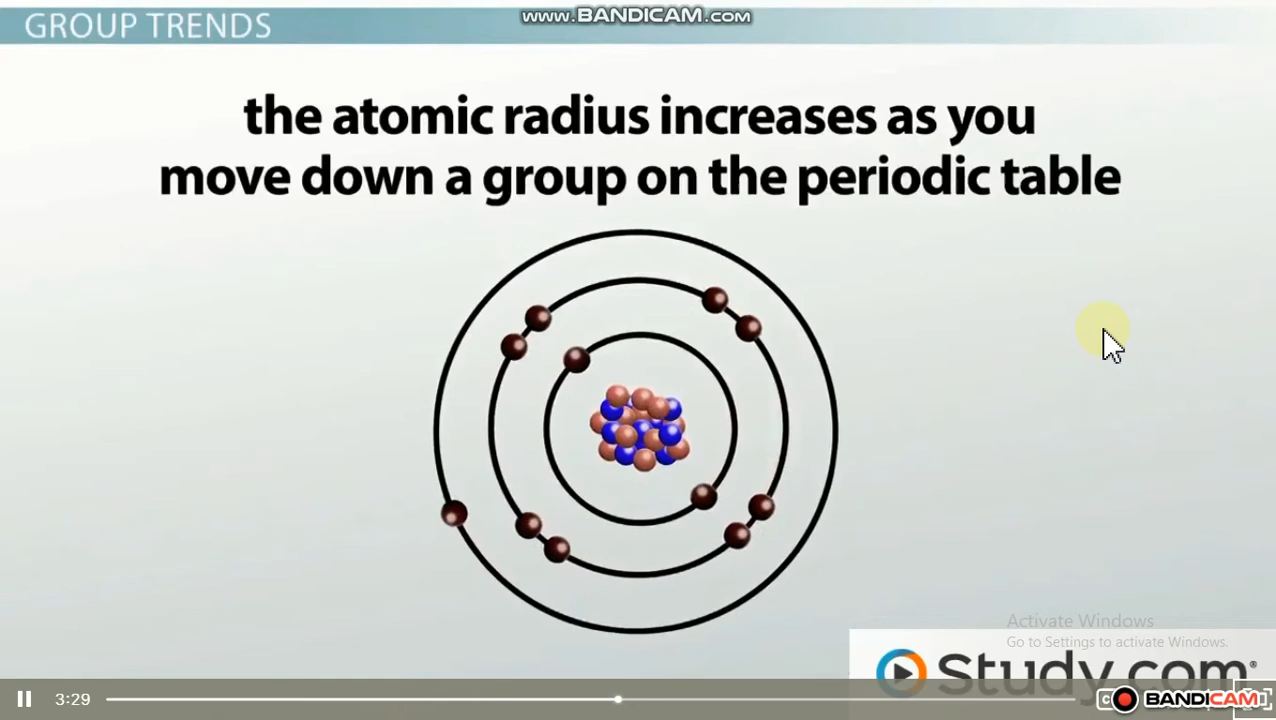 GROUP TRENDS
www.BANDICAM.com
the atomic radius increases as you
move down a group on the periodic table
Activate Windows
Go to Settings to activate Windows.
Study.com®
3:29
BANDICAM